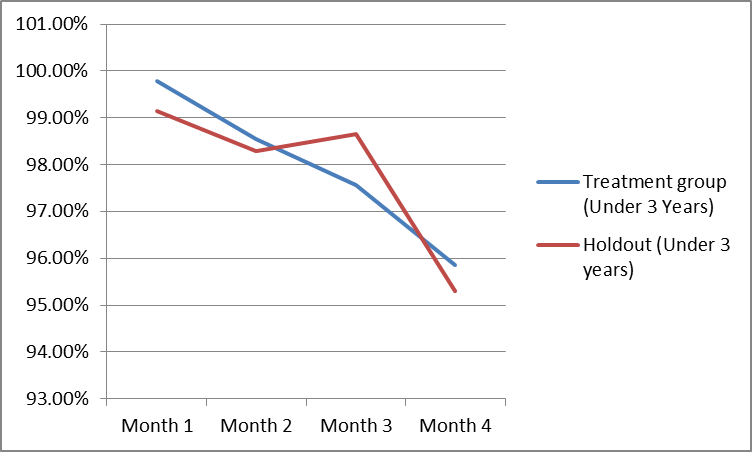 101.00%
100.00%
99.00%
98.00%
97.00%
96.00%
95.00%
94.00%
93.00%
Month 1 Month 2 Month 3 Month 4
Treatment group
(Under 3 Years)
Holdout (Under 3
years)